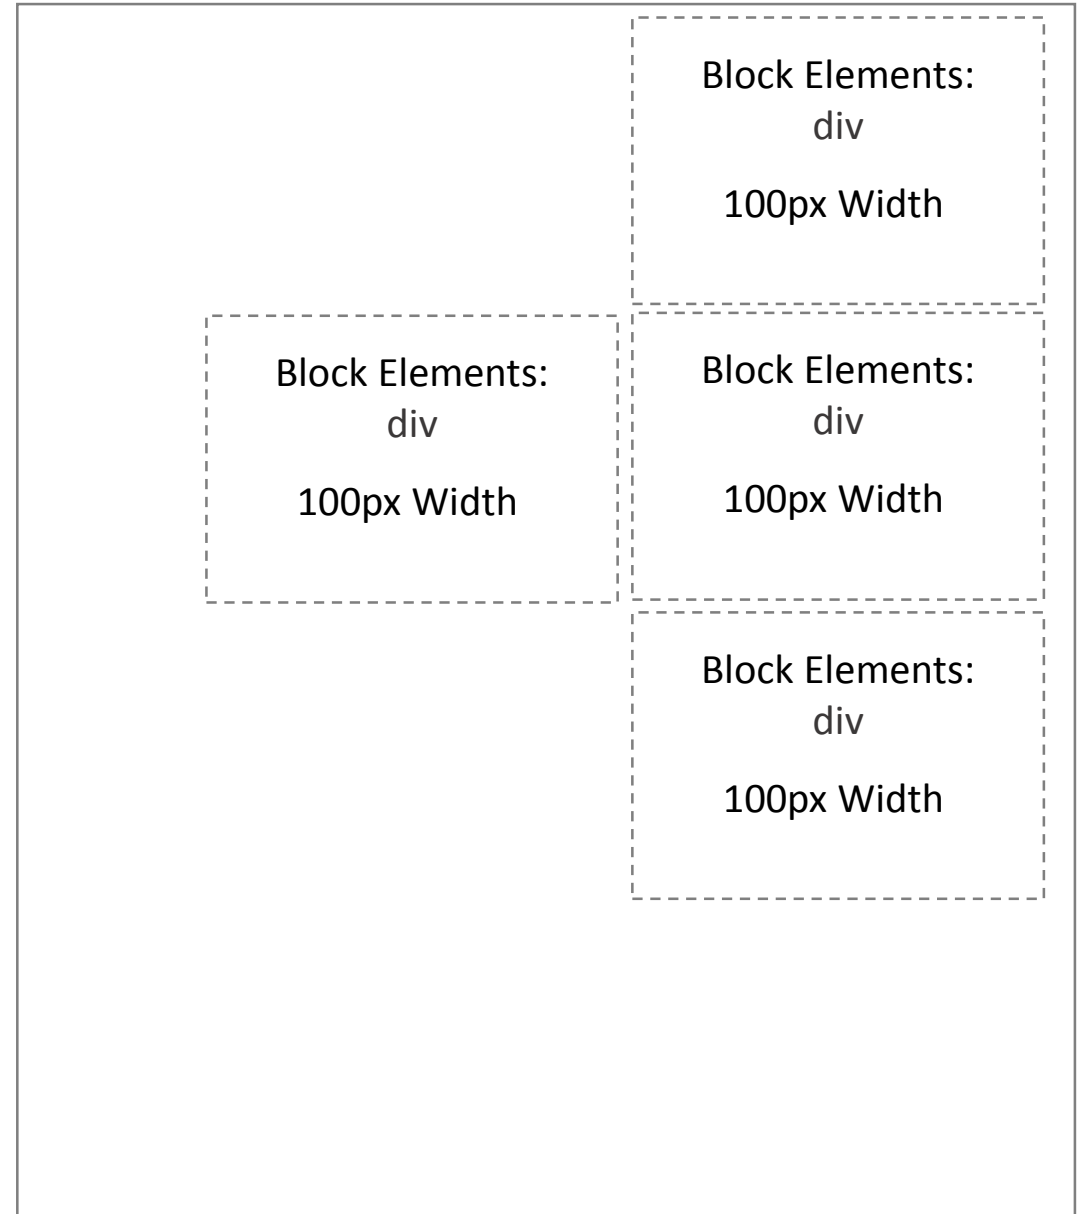 Block Elements:
div
100px Width
Block Elements:
div
100px Width
Block Elements:
div
100px Width
Block Elements:
div
100px Width